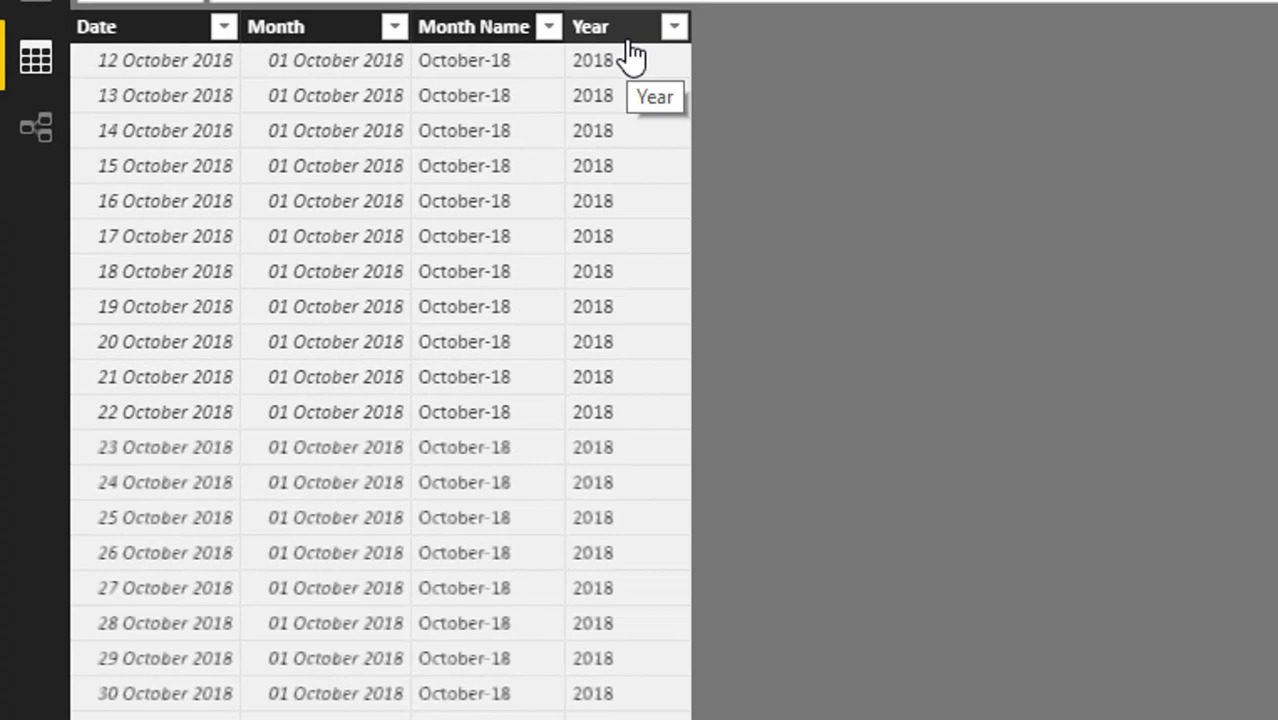 Date Month Month Name Year
12 October 2018 01 October 2018 October-18 2018
Year
13 October 2018 01 October 2018 October-18 2018
14 October 2018 01 October 2018 October-18 2018
15 October 2018 01 October 2018 October-18 2018
16 October 2018 01 October 2018 October-18 2018
17 October 2018 01 October 2018 October-18 2018
18 October 2018 01 October 2018 October-18 2018
19 October 2018 01 October 2018 October-18 2018
20 October 2018 01 October 2018 October-18 2018
21 October 2018 01 October 2018 October-18 2018
22 October 2018 01 October 2018 October-18 2018
23 October 2018 01 October 2018 October-18 2018
24 October 2018 01 October 2018 October-18 2018
25 October 2018 01 October 2018 October-18 2018
26 October 2018 01 October 2018 October-18 2018
27 October 2018 01 October 2018 October-18 2018
28 October 2018 01 October 2018 October-18 2018
29 October 2018 01 October 2018 October-18 2018
30 October 2018 01 October 2018 October-18 2018